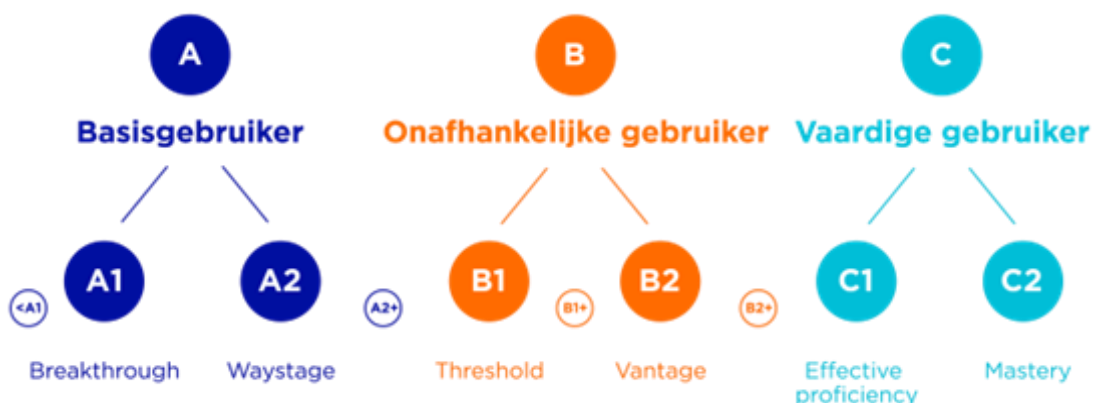 A B C
Basisgebruiker Onafhankelijke gebruiker Vaardige gebruiker
A1 A2 B1 B2 C1 C2
<A1 A2+ B1+ B2+
Breakthrough Waystage Threshold Vantage Effective Mastery
proficiency